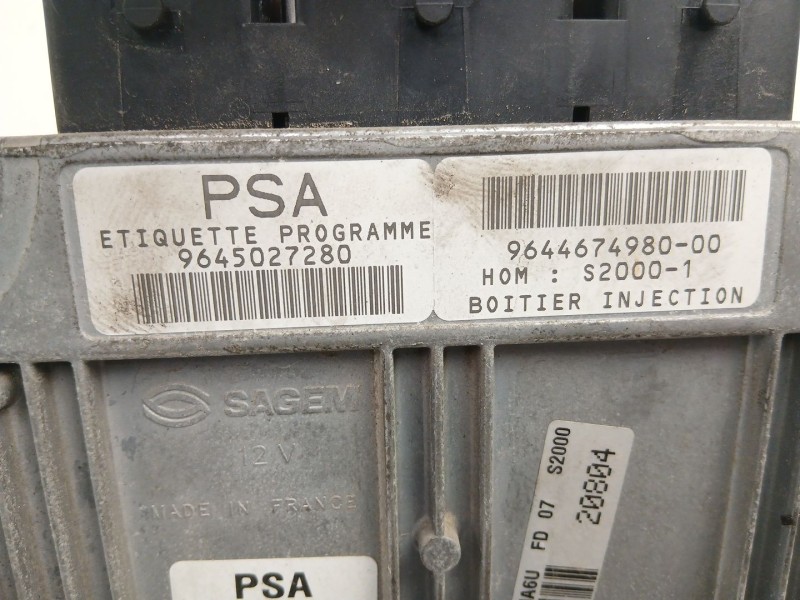 PSA
ETIQUETTE PROGRAMME
9645027280
9644674980-00
HOM : S2000-1
BOITIER INJECTION
SAGEM
12 V
MADE IN FRANCE
PSA
FD 07 S2000
20804